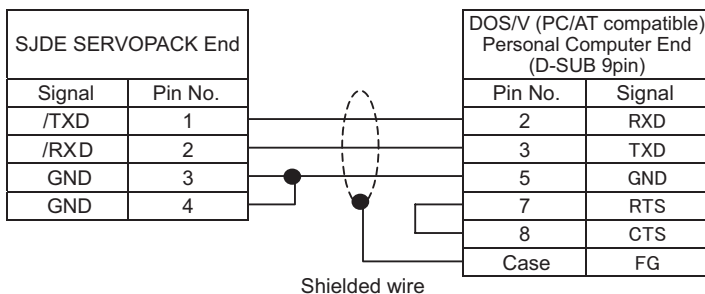 SJDE SERVOPACK End
Signal Pin No.
/TXD 1
/RXD 2
GND 3
GND 4
DOS/V (PC/AT compatible)
Personal Computer End
(D-SUB 9pin)
Pin No. Signal
2 RXD
3 TXD
5 GND
7 RTS
8 CTS
Case FG
Shielded wire